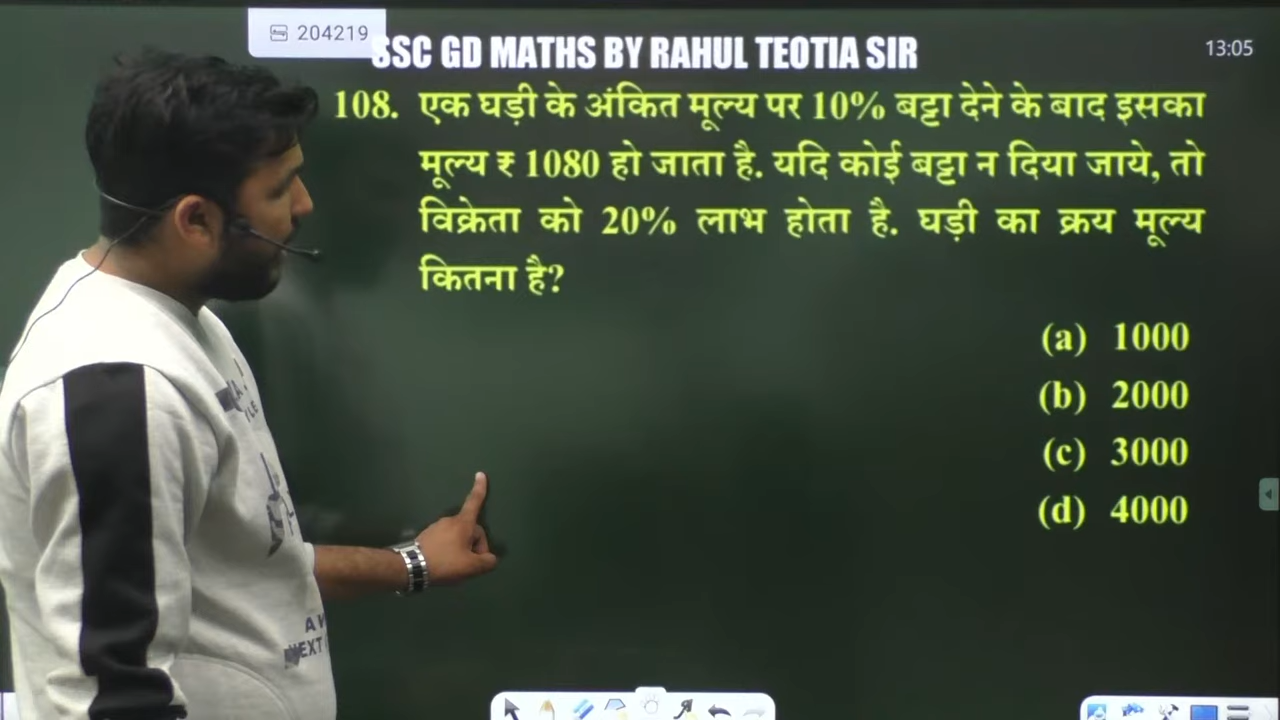 204219
SSC GD MATHS BY RAHUL TEOTIA SIR
13:05
108. एक घड़ी के अंकित मूल्य पर 10% बट्टा देने के बाद इसका
मूल्य ₹ 1080 हो जाता है. यदि कोई बट्टा न दिया जाये, तो
विक्रेता को 20% लाभ होता है. घड़ी का क्रय मूल्य
कितना है?
(a) 1000
(b) 2000
(c) 3000
(d) 4000